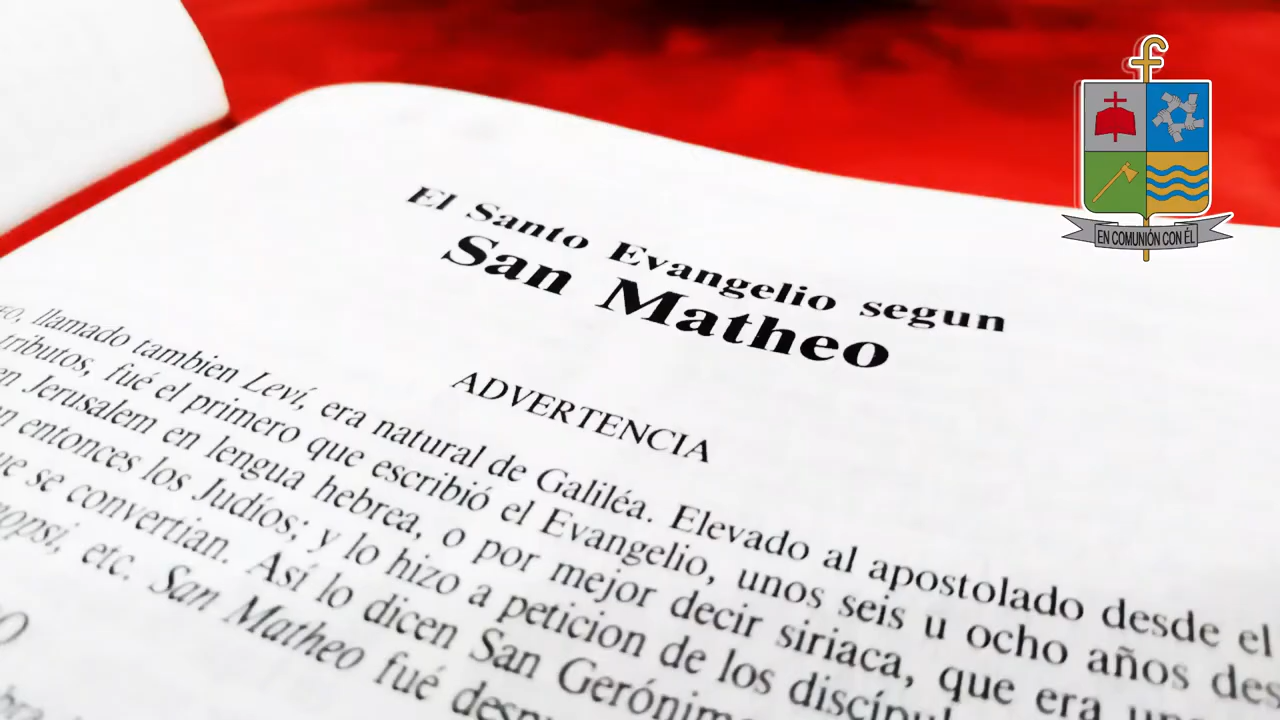 El Santo Evangelio segun
San Matheo
ADVERTENCIA
llamado tambien Leví, era natural de Galiléa. Elevado al apostolado desde el
tributos, fué el primero que escribió el Evangelio, unos seis u ocho años des
en Jerusalem en lengua hebrea, o por mejor decir siriaca, que era
entonces los Judíos; y lo hizo a peticion de los
se convertian. Así lo dicen San
etc. San Matheo fué
EN COMUNIÓN CON ÉL